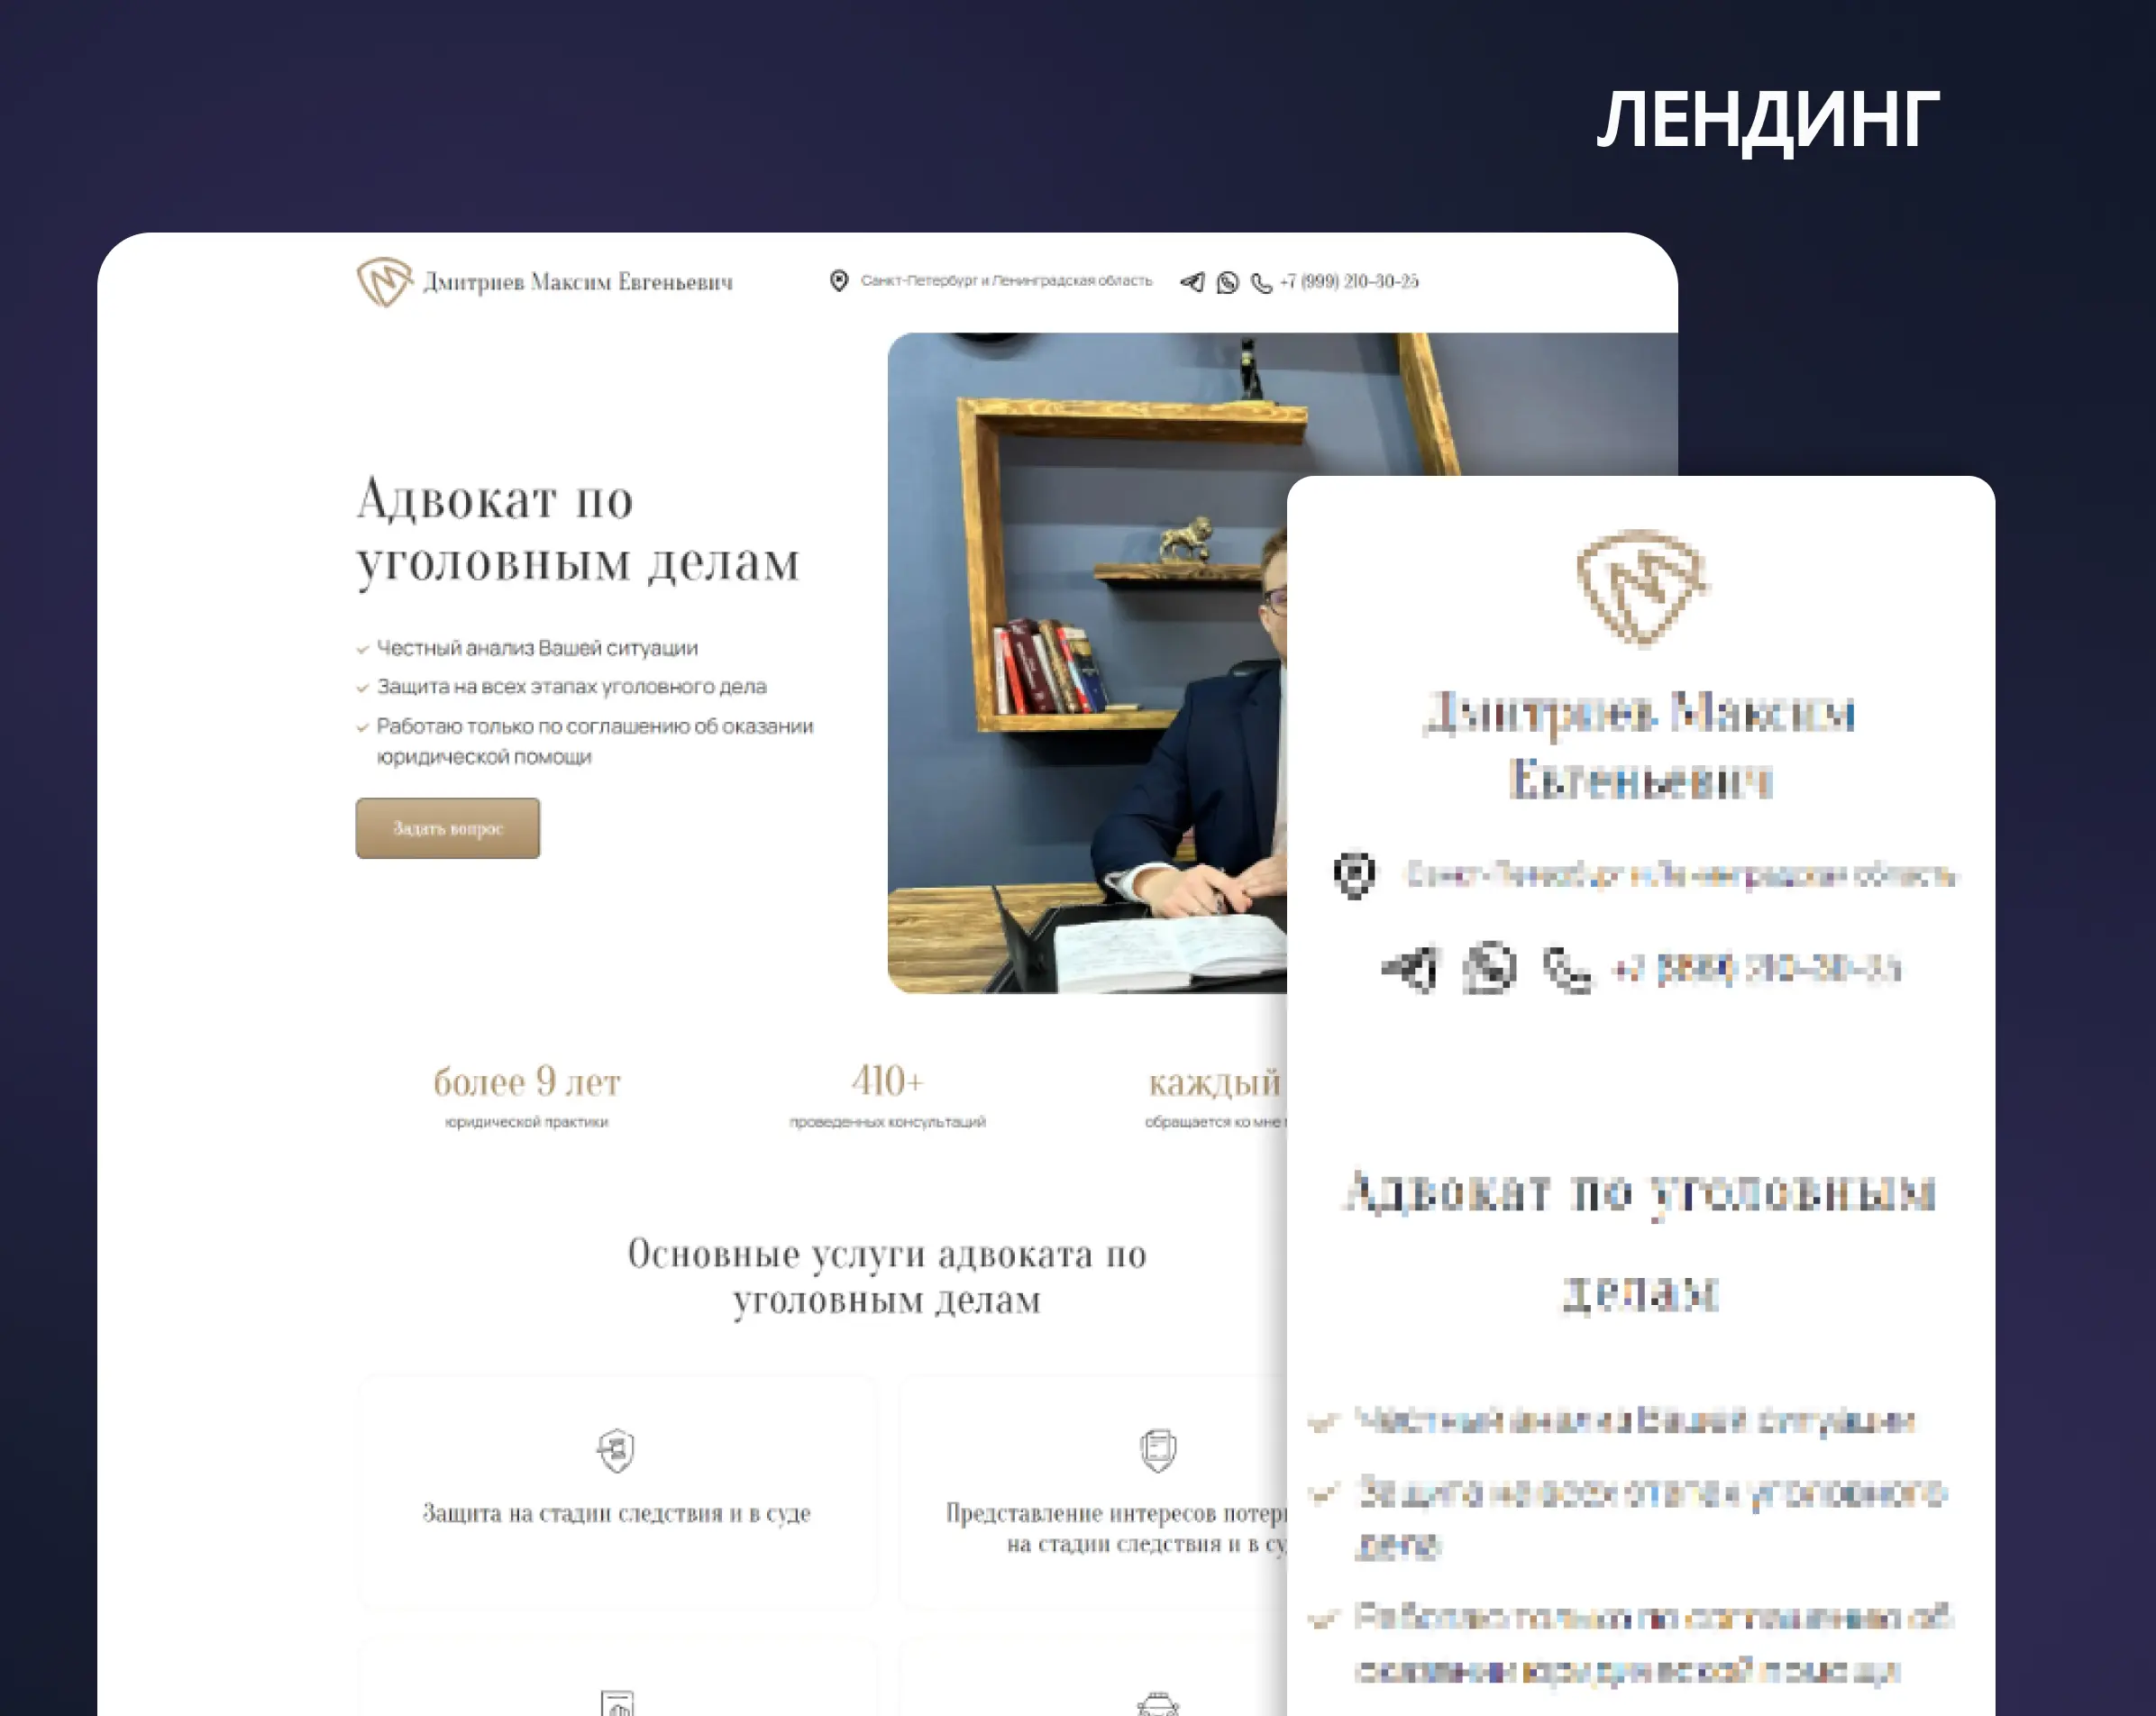 ЛЕНДИНГ
Дмитриев Максим Евгеньевич
Санкт-Петербург и Ленинградская область
+7 (999) 210-30-25
Адвокат по
уголовным делам
Честный анализ Вашей ситуации
Защита на всех этапах уголовного дела
Работаю только по соглашению об оказании
юридической помощи
Задать вопрос
более 9 лет
юридической практики
410+
проведенных консультаций
каждый
обращается ко мне
Основные услуги адвоката по
уголовным делам
Защита на стадии следствия и в суде
Представление интересов потер
на стадии следствия и в су
Дмитриев Максим
Евгеньевич
Санкт-Петербург и Ленинградская область
+7 (999) 210-30-25
Адвокат по уголовным
делам
Честный анализ Вашей ситуации
Защита на всех этапах уголовного
дела
Работаю только по соглашению об
оказании юридической помощи